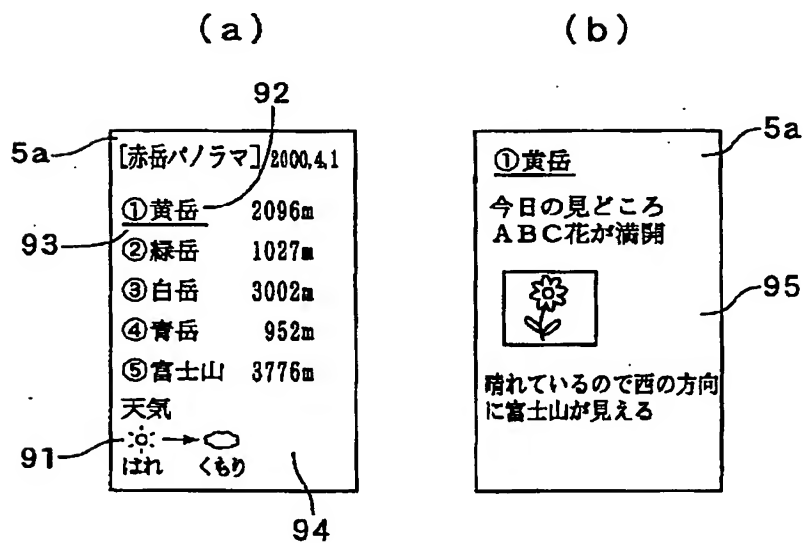 (a)
(b)
92
5a
[赤岳パノラマ] 2000,4,1
①黄岳 2096m
93
②緑岳 1027m
③白岳 3002m
④青岳 952m
⑤富士山 3776m
天気
91
はれ くもり
94
5a
①黄岳
今日の見どころ
ABC花が満開
95
晴れているので西の方向
に富士山が見える